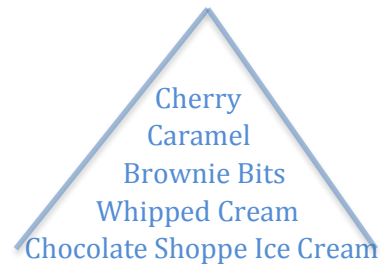 Cherry
Caramel
Brownie Bits
Whipped Cream
Chocolate Shoppe Ice Cream